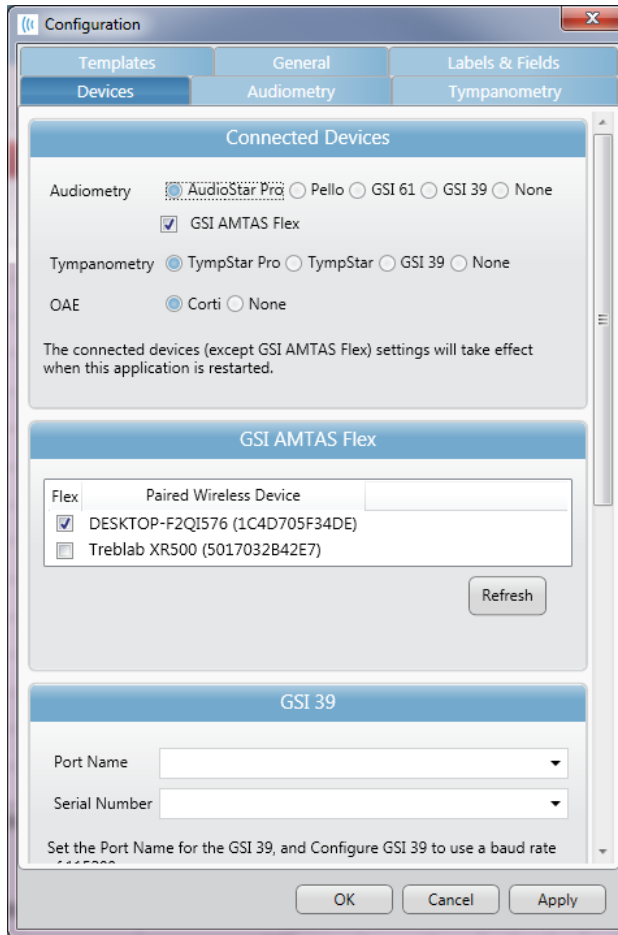 Configuration
Templates General Labels & Fields
Devices Audiometry Tympanometry
Connected Devices
Audiometry AudioStar Pro Pello GSI 61 GSI 39 None
GSI AMTAS Flex
Tympanometry TympStar Pro TympStar GSI 39 None
OAE Corti None
The connected devices (except GSI AMTAS Flex) settings will take effect
when this application is restarted.
GSI AMTAS Flex
Flex Paired Wireless Device
DESKTOP-F2QI576 (1C4D705F34DE)
Treblab XR500 (5017032B42E7)
Refresh
GSI 39
Port Name
Serial Number
Set the Port Name for the GSI 39, and Configure GSI 39 to use a baud rate
OK Cancel Apply